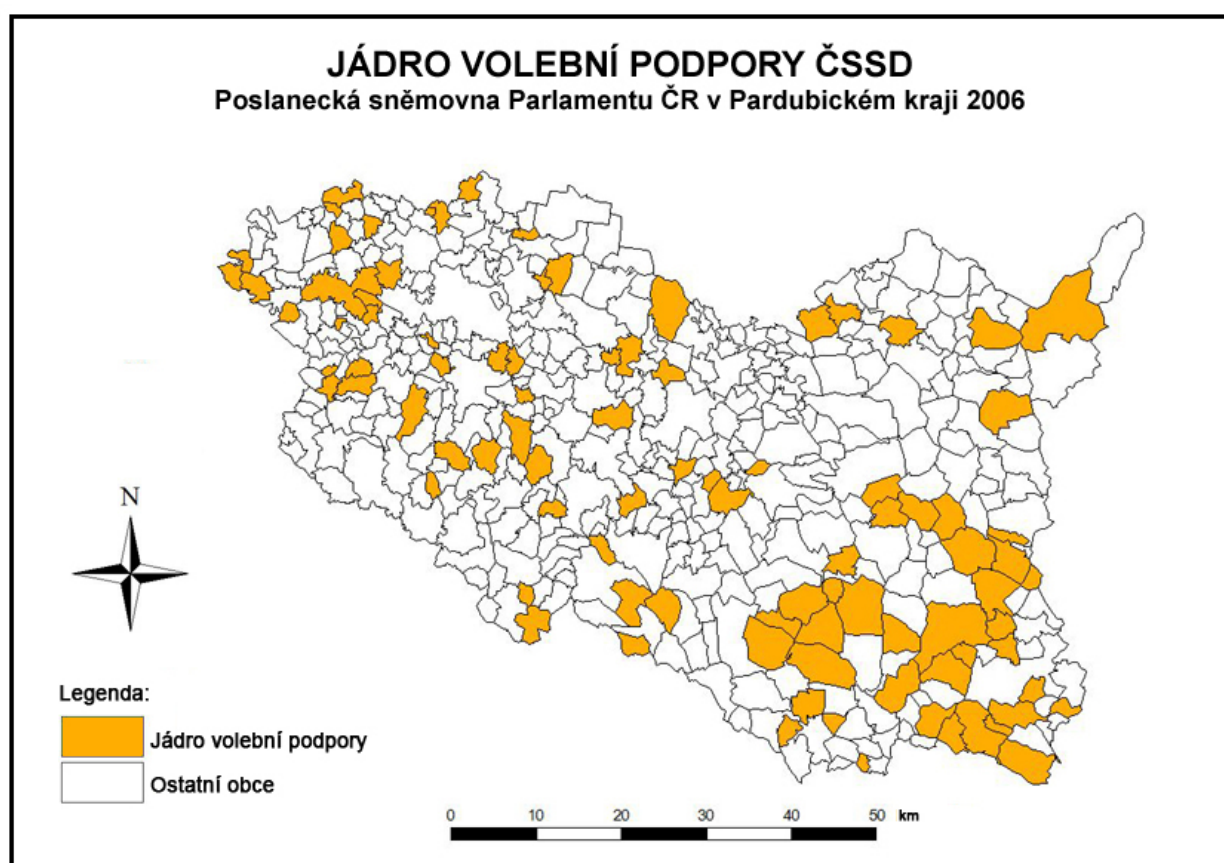 JÁDRO VOLEBNÍ PODPORY ČSSD
Poslanecká sněmovna Parlamentu ČR v Pardubickém kraji 2006
N
Legenda:
Jádro volební podpory
Ostatní obce
0 10 20 30 40 50 km